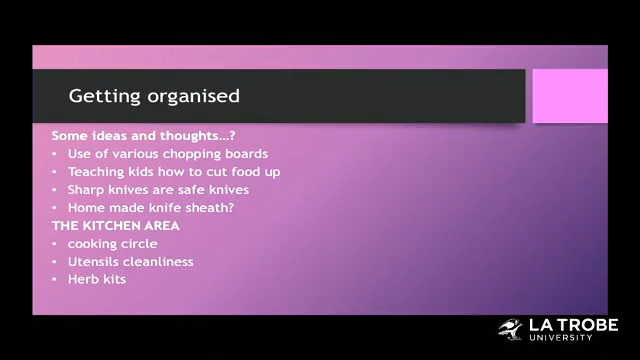 Getting organised
Some ideas and thoughts...?
• Use of various chopping boards
• Teaching kids how to cut food up
• Sharp knives are safe knives
• Home made knife sheath?
THE KITCHEN AREA
• cooking circle
• Utensils cleanliness
• Herb kits
LA TROBE
UNIVERSITY